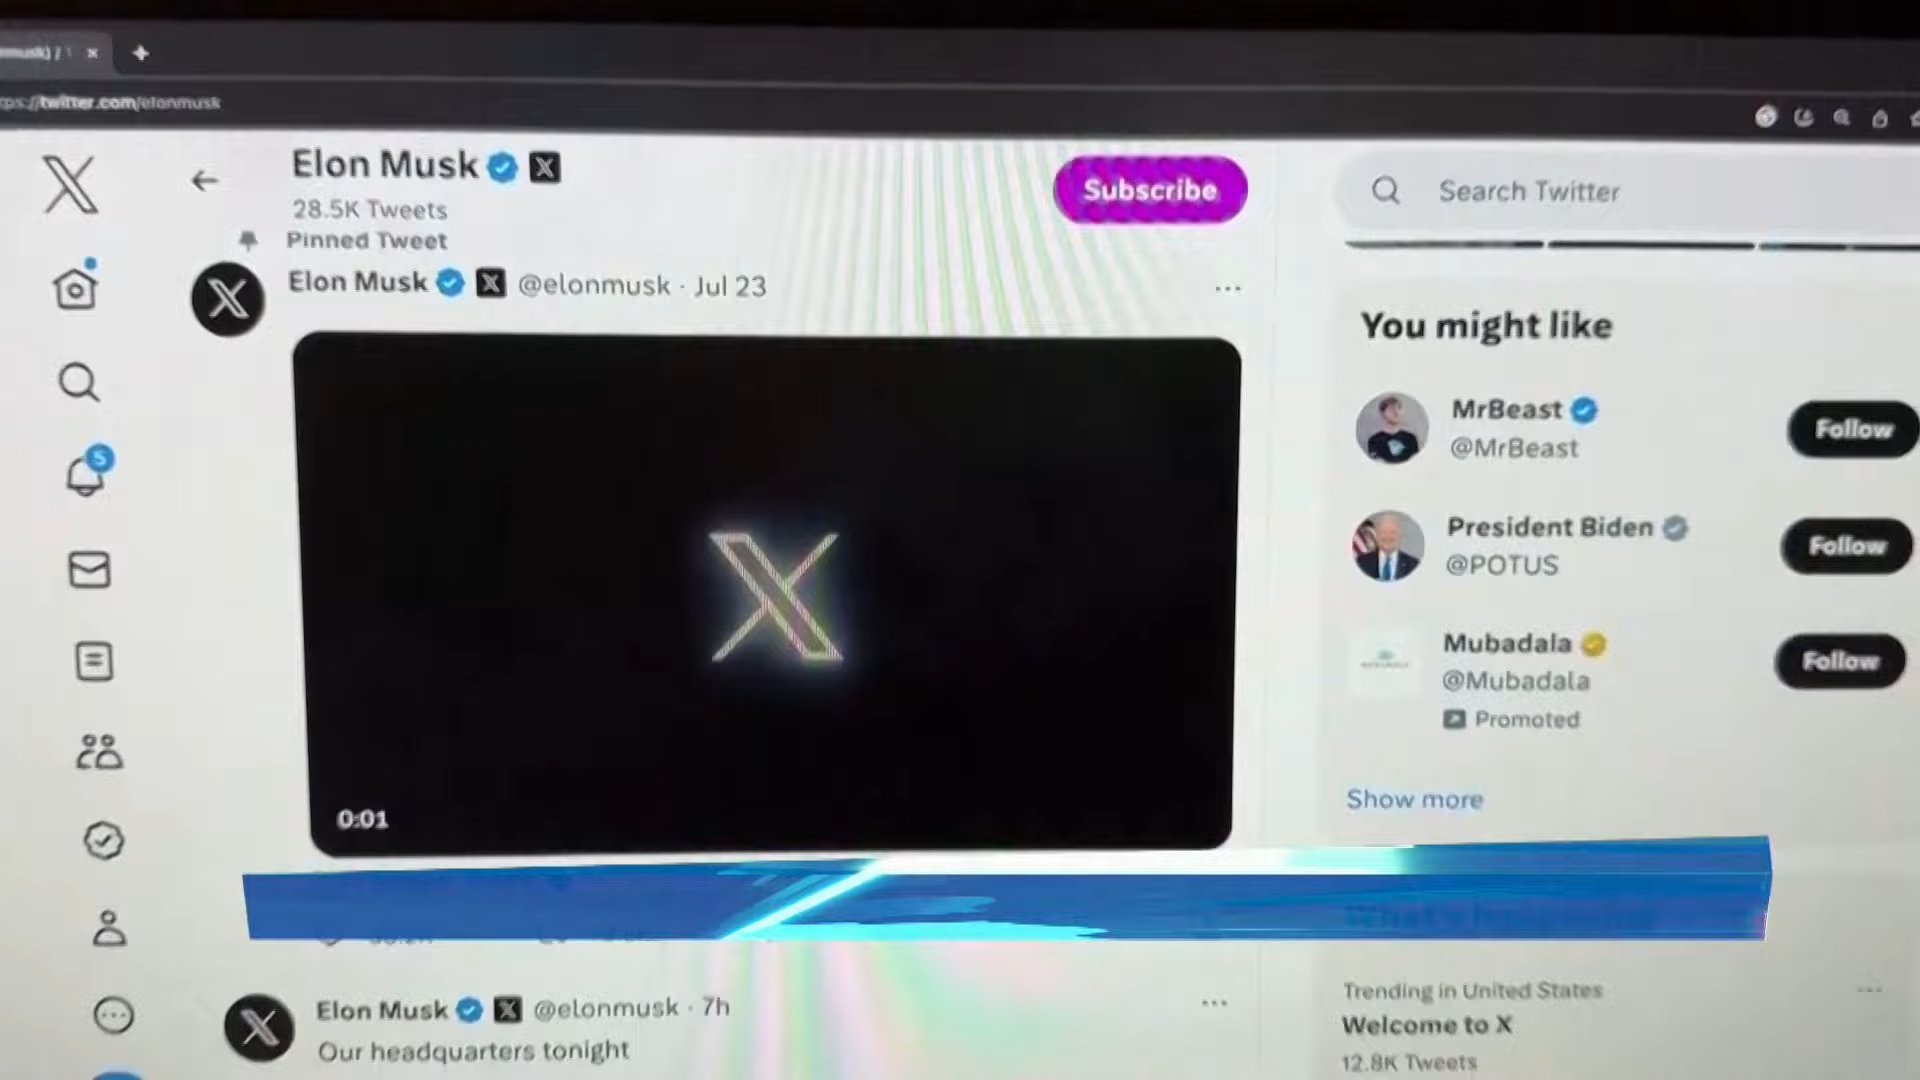 twitter.com/elonmusk
Elon Musk
28.5K Tweets
Subscribe
Search Twitter
Pinned Tweet
Elon Musk @elonmusk · Jul 23
0:01
You might like
MrBeast
@MrBeast
Follow
President Biden
@POTUS
Follow
Mubadala
@Mubadala
Promoted
Follow
Show more
Elon Musk @elonmusk · 7h
Our headquarters tonight
Trending in United States
Welcome to X
12.8K Tweets